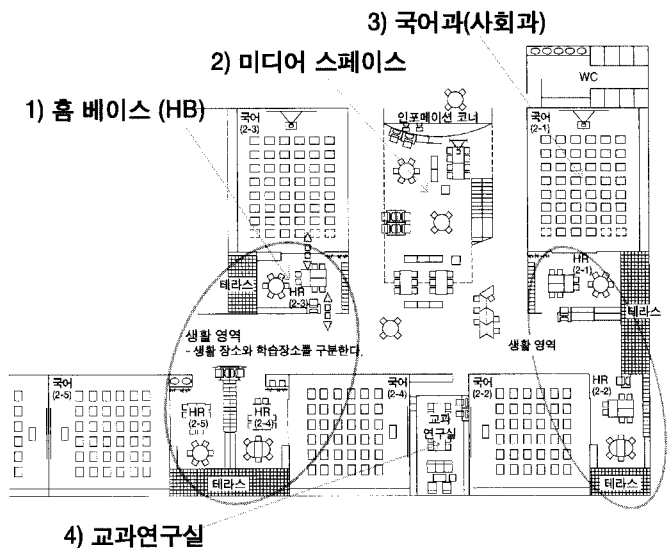 3) 국어과(사회과)
2) 미디어 스페이스
1) 홈 베이스 (HB)
WC
국어
(2-3)
인포메이션 코너
국어
(2-1)
테라스
HR
(2-3)
HR
(2-1)
테라스
생활 영역
- 생활 장소와 학습장소를 구분한다.
생활 영역
국어
(2-5)
HR
(2-5)
HR
(2-4)
국어
(2-4)
교과
연구실
국어
(2-2)
HR
(2-2)
테라스
테라스
4) 교과연구실